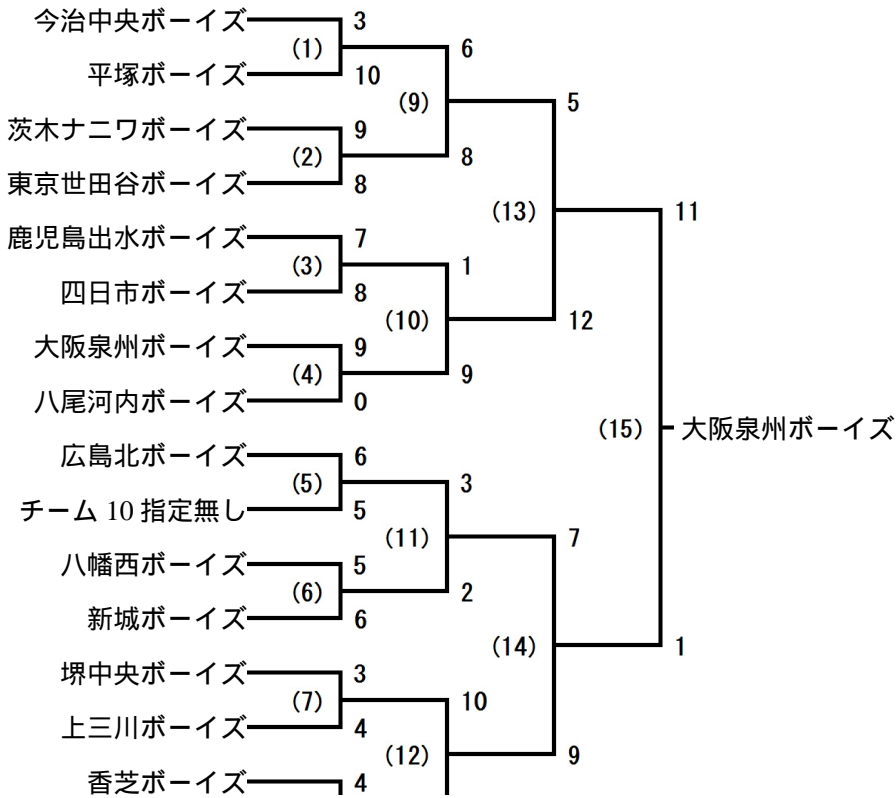 今治中央ボーイズ 3
(1) 6
平塚ボーイズ 10
(9) 5
茨木ナニワボーイズ 9
(2) 8
東京世田谷ボーイズ 8
(13) 11
鹿児島出水ボーイズ 7
(3) 1
四日市ボーイズ 8
(10) 12
大阪泉州ボーイズ 9
(4) 9
八尾河内ボーイズ 0
(15) 大阪泉州ボーイズ
広島北ボーイズ 6
(5) 3
チーム 10 指定無し 5
(11) 7
八幡西ボーイズ 5
(6) 2
新城ボーイズ 6
(14) 1
堺中央ボーイズ 3
(7) 10
上三川ボーイズ 4
(12) 9
香芝ボーイズ 4